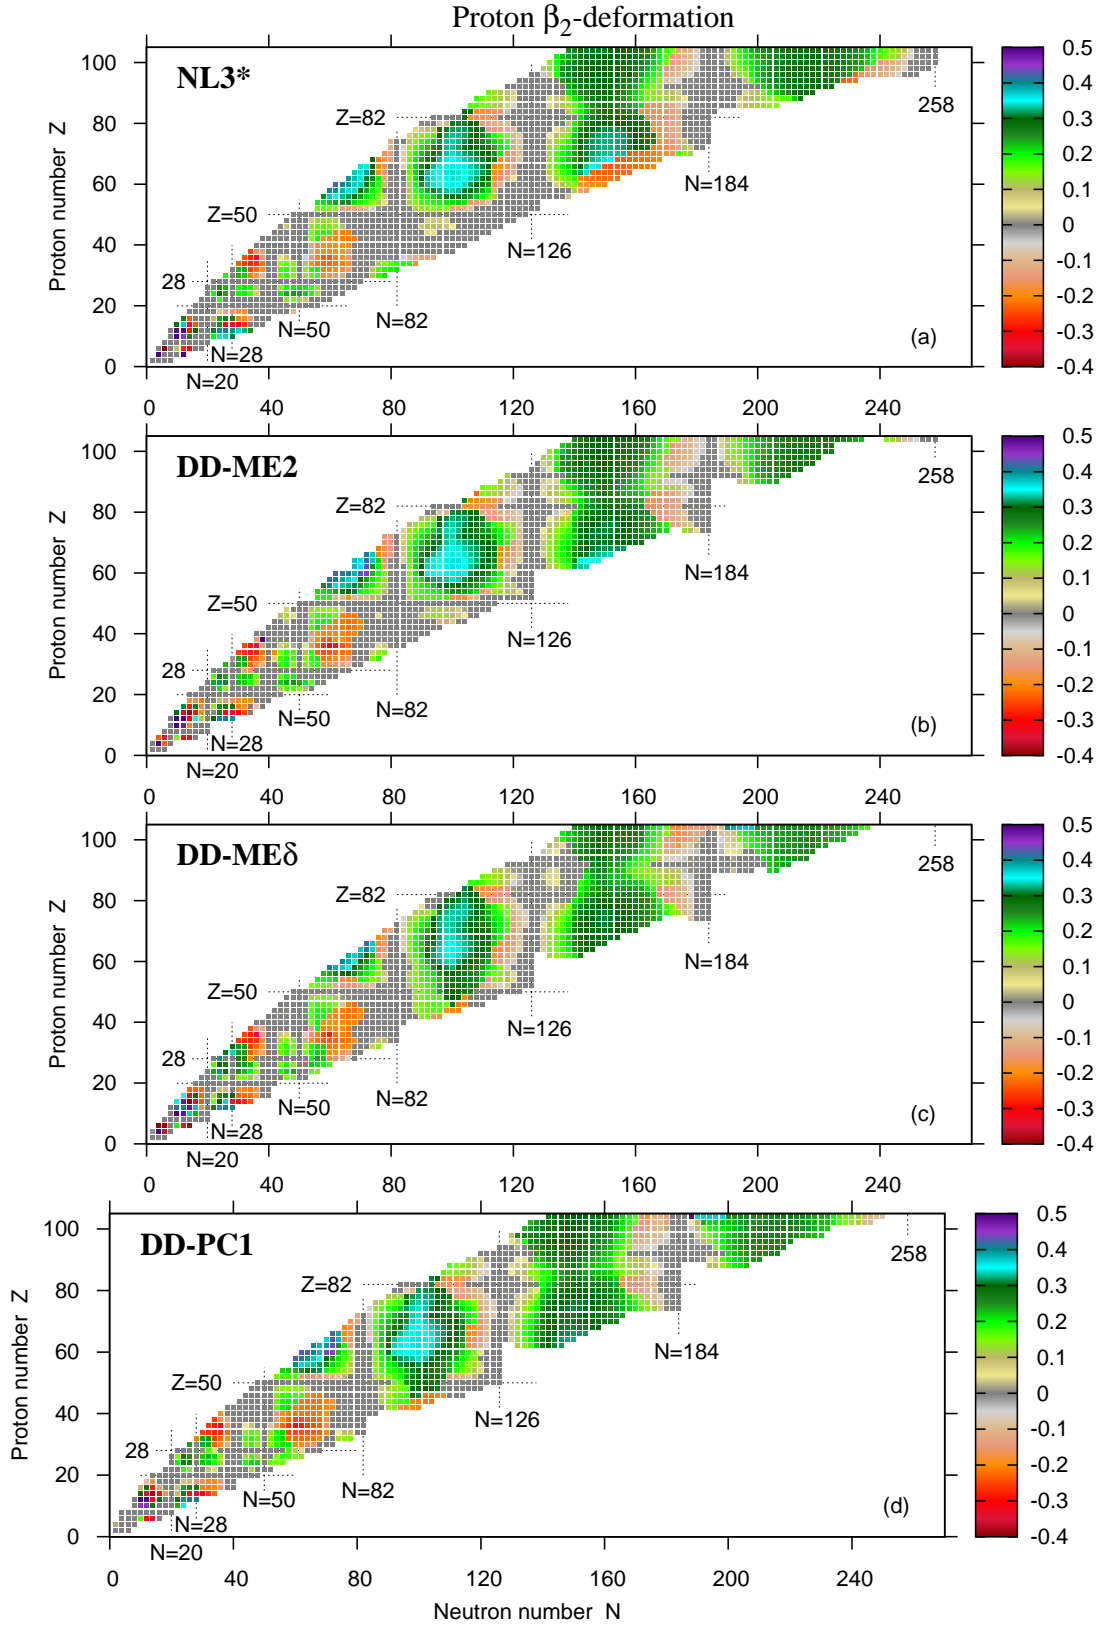 Proton β2-deformation
NL3*
Proton number Z
100
80
60
40
20
0
Z=82
Z=50
28
N=20
N=28
N=50
N=82
N=126
N=184
258
(a)
0 40 80 120 160 200 240
0.5
0.4
0.3
0.2
0.1
0
-0.1
-0.2
-0.3
-0.4
DD-ME2
Proton number Z
100
80
60
40
20
0
Z=82
Z=50
28
N=20
N=28
N=50
N=82
N=126
N=184
258
(b)
0 40 80 120 160 200 240
0.5
0.4
0.3
0.2
0.1
0
-0.1
-0.2
-0.3
-0.4
DD-MEδ
Proton number Z
100
80
60
40
20
0
Z=82
Z=50
28
N=20
N=28
N=50
N=82
N=126
N=184
258
(c)
0 40 80 120 160 200 240
0.5
0.4
0.3
0.2
0.1
0
-0.1
-0.2
-0.3
-0.4
DD-PC1
Proton number Z
100
80
60
40
20
0
Z=82
Z=50
28
N=20
N=28
N=50
N=82
N=126
N=184
258
(d)
0 40 80 120 160 200 240
Neutron number N
0.5
0.4
0.3
0.2
0.1
0
-0.1
-0.2
-0.3
-0.4